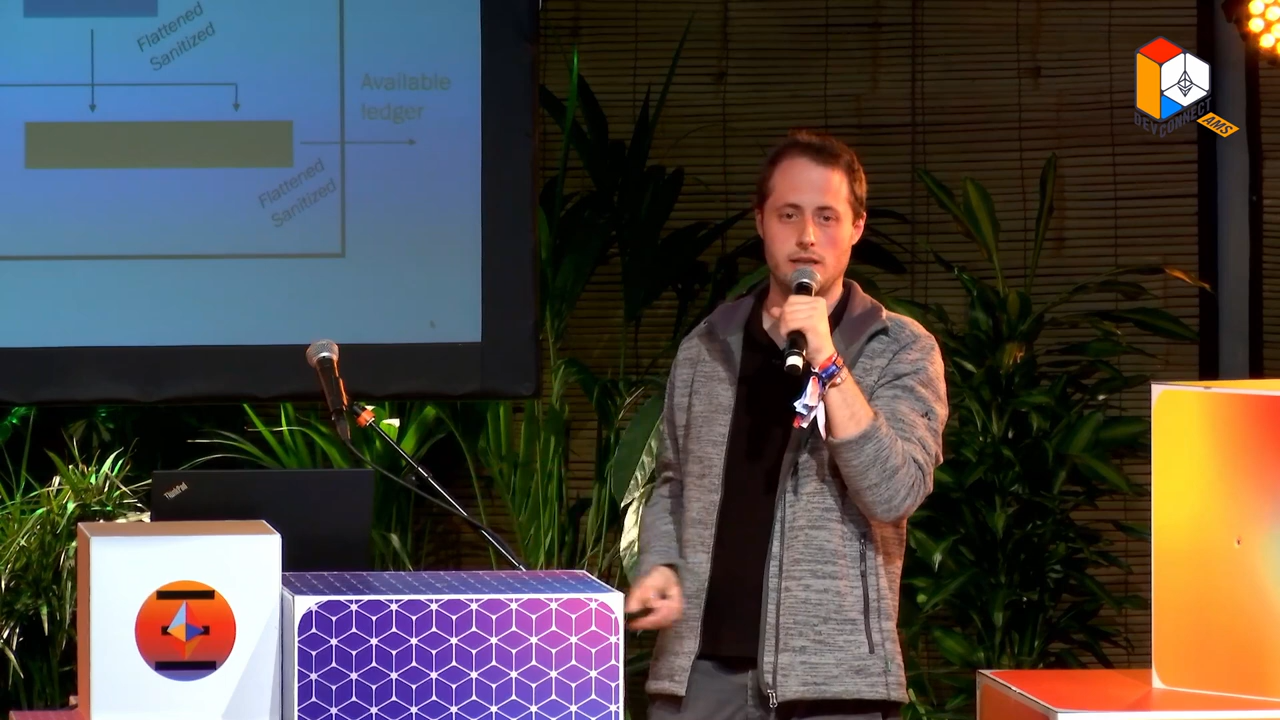 Flattened
Sanitized
Available
ledger
Flattened
Sanitized
ThinkPad
DEVCONNECT
AMS